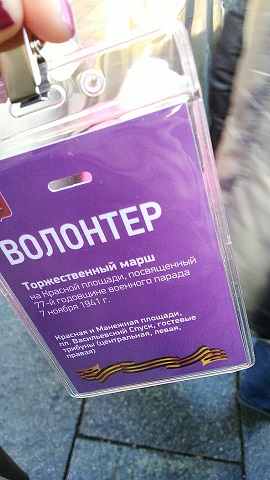 ВОЛОНТЕР
Торжественный марш
на Красной площади, посвященный
77-й годовщине военного парада
7 ноября 1941 г.
Красная и Манежная площади,
пл. Васильевский Спуск, гостевые
трибуны (центральная, левая,
правая)